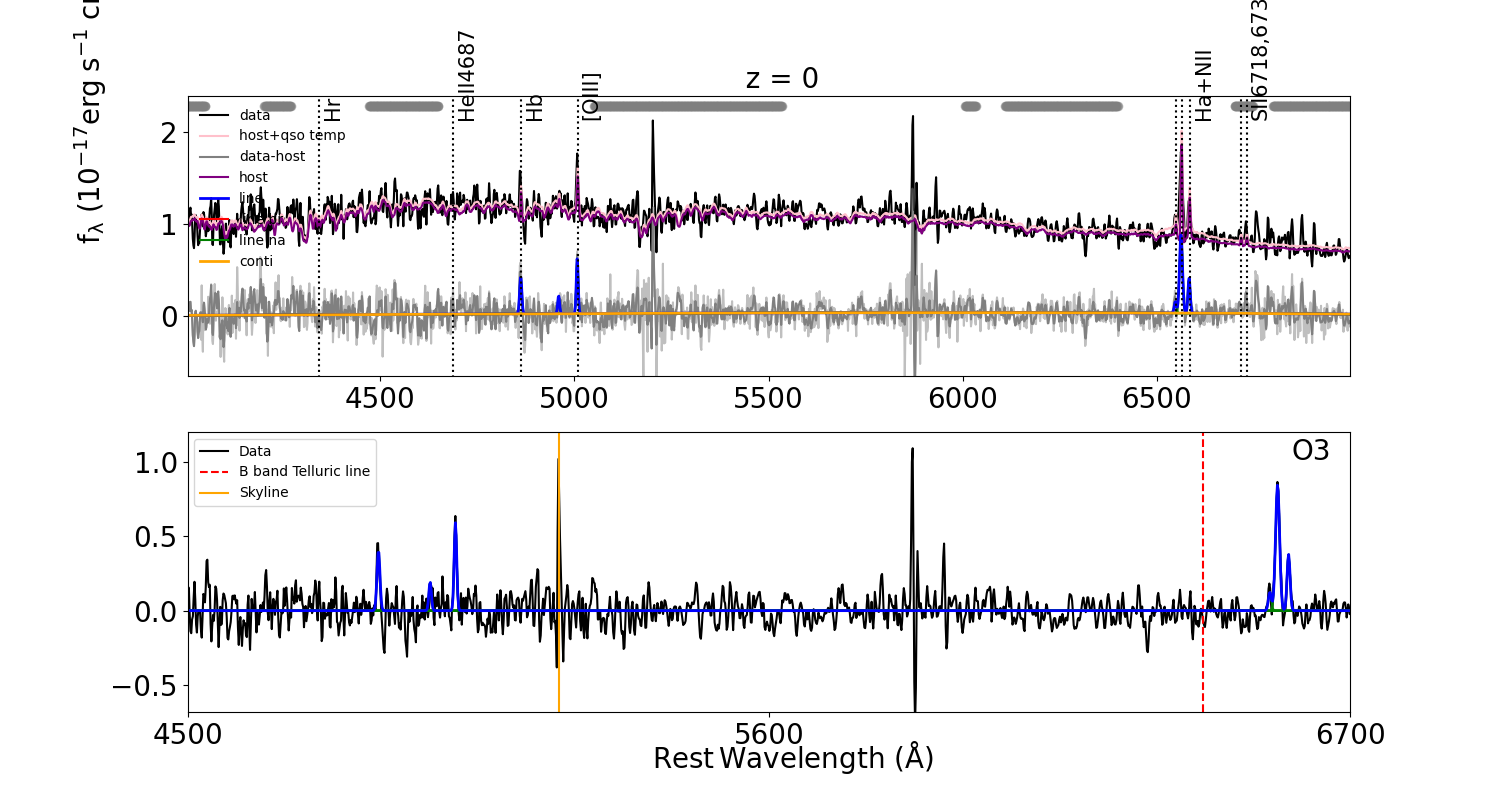 z = 0
Hr
HeII4687
Hb
[OIII]
Ha+NII
SII6718,673
fλ (10−17erg s−1 c
data
host+qso temp
data-host
host
line
line na
conti
2
1
0
4500
5000
5500
6000
6500
O3
Data
B band Telluric line
Skyline
1.0
0.5
0.0
−0.5
4500
5600
6700
Rest Wavelength (Å)